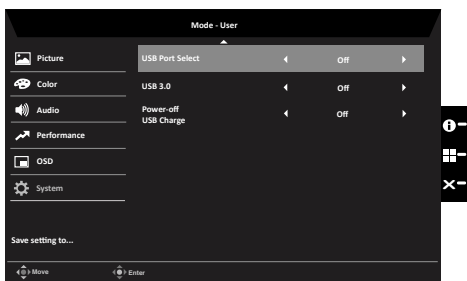 Mode - User
Picture
USB Port Select Off
Color
USB 3.0 Off
Audio
Power-off
USB Charge Off
Performance
OSD
System
Save setting to...
Move Enter